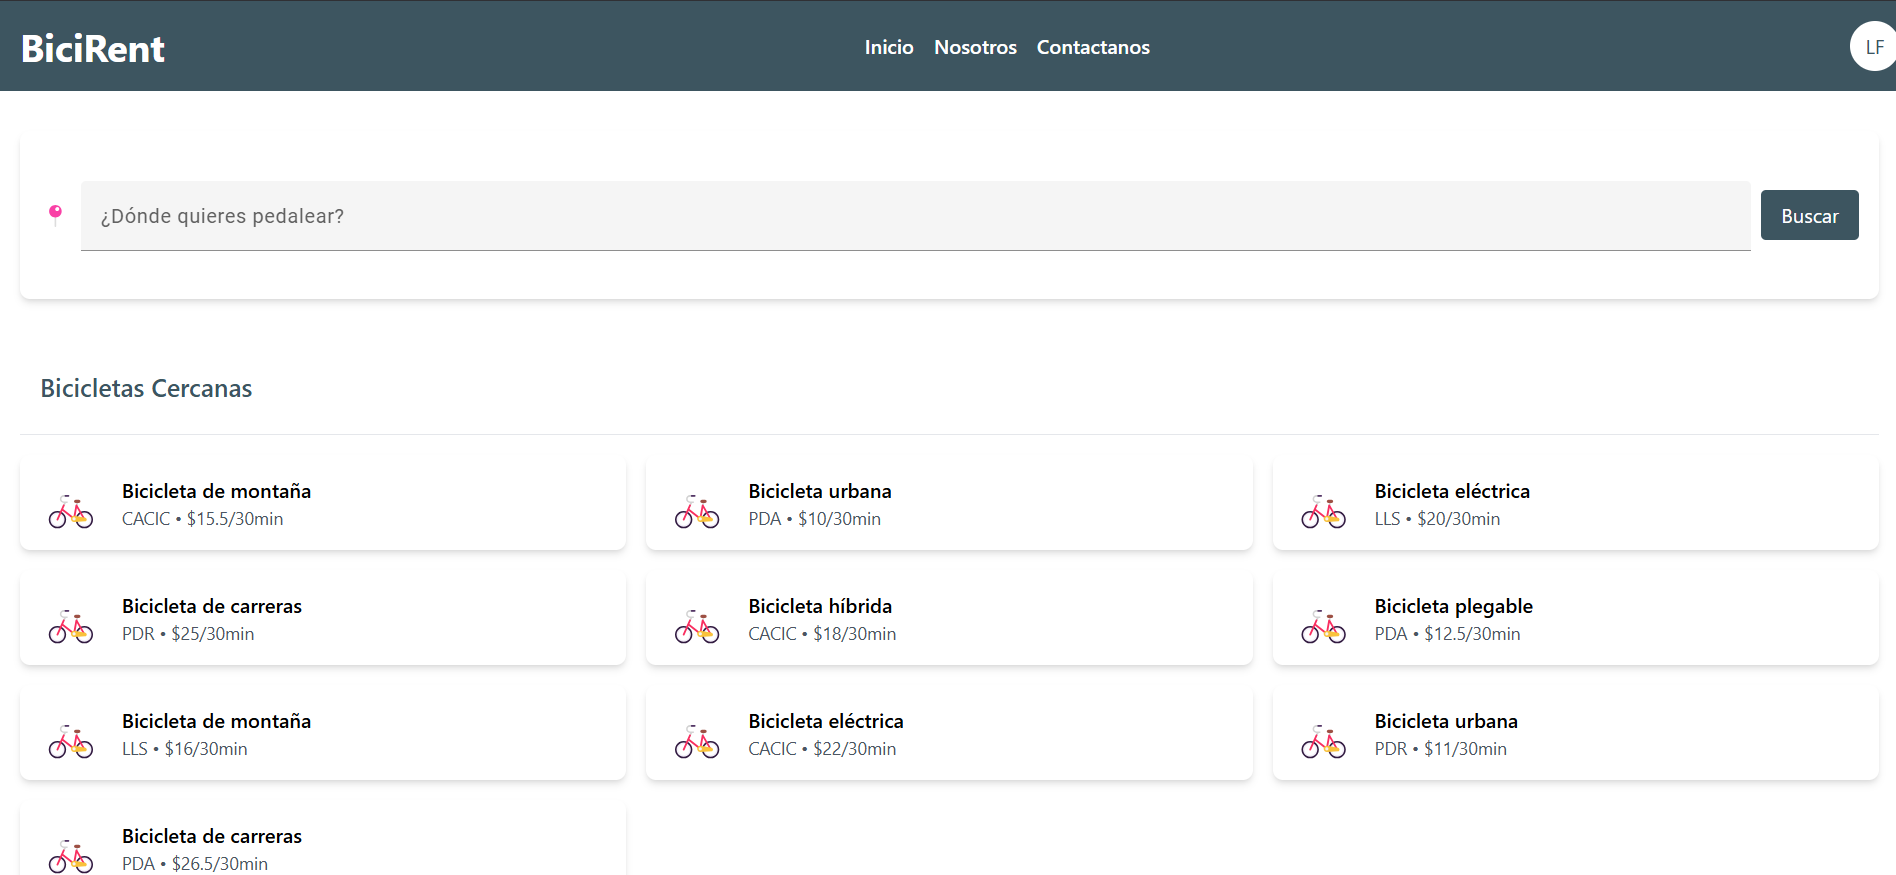 BiciRent
Inicio Nosotros Contactanos
LF
¿Dónde quieres pedalear?
Buscar
Bicicletas Cercanas
Bicicleta de montaña
CACIC • $15.5/30min
Bicicleta urbana
PDA • $10/30min
Bicicleta eléctrica
LLS • $20/30min
Bicicleta de carreras
PDR • $25/30min
Bicicleta híbrida
CACIC • $18/30min
Bicicleta plegable
PDA • $12.5/30min
Bicicleta de montaña
LLS • $16/30min
Bicicleta eléctrica
CACIC • $22/30min
Bicicleta urbana
PDR • $11/30min
Bicicleta de carreras
PDA • $26.5/30min